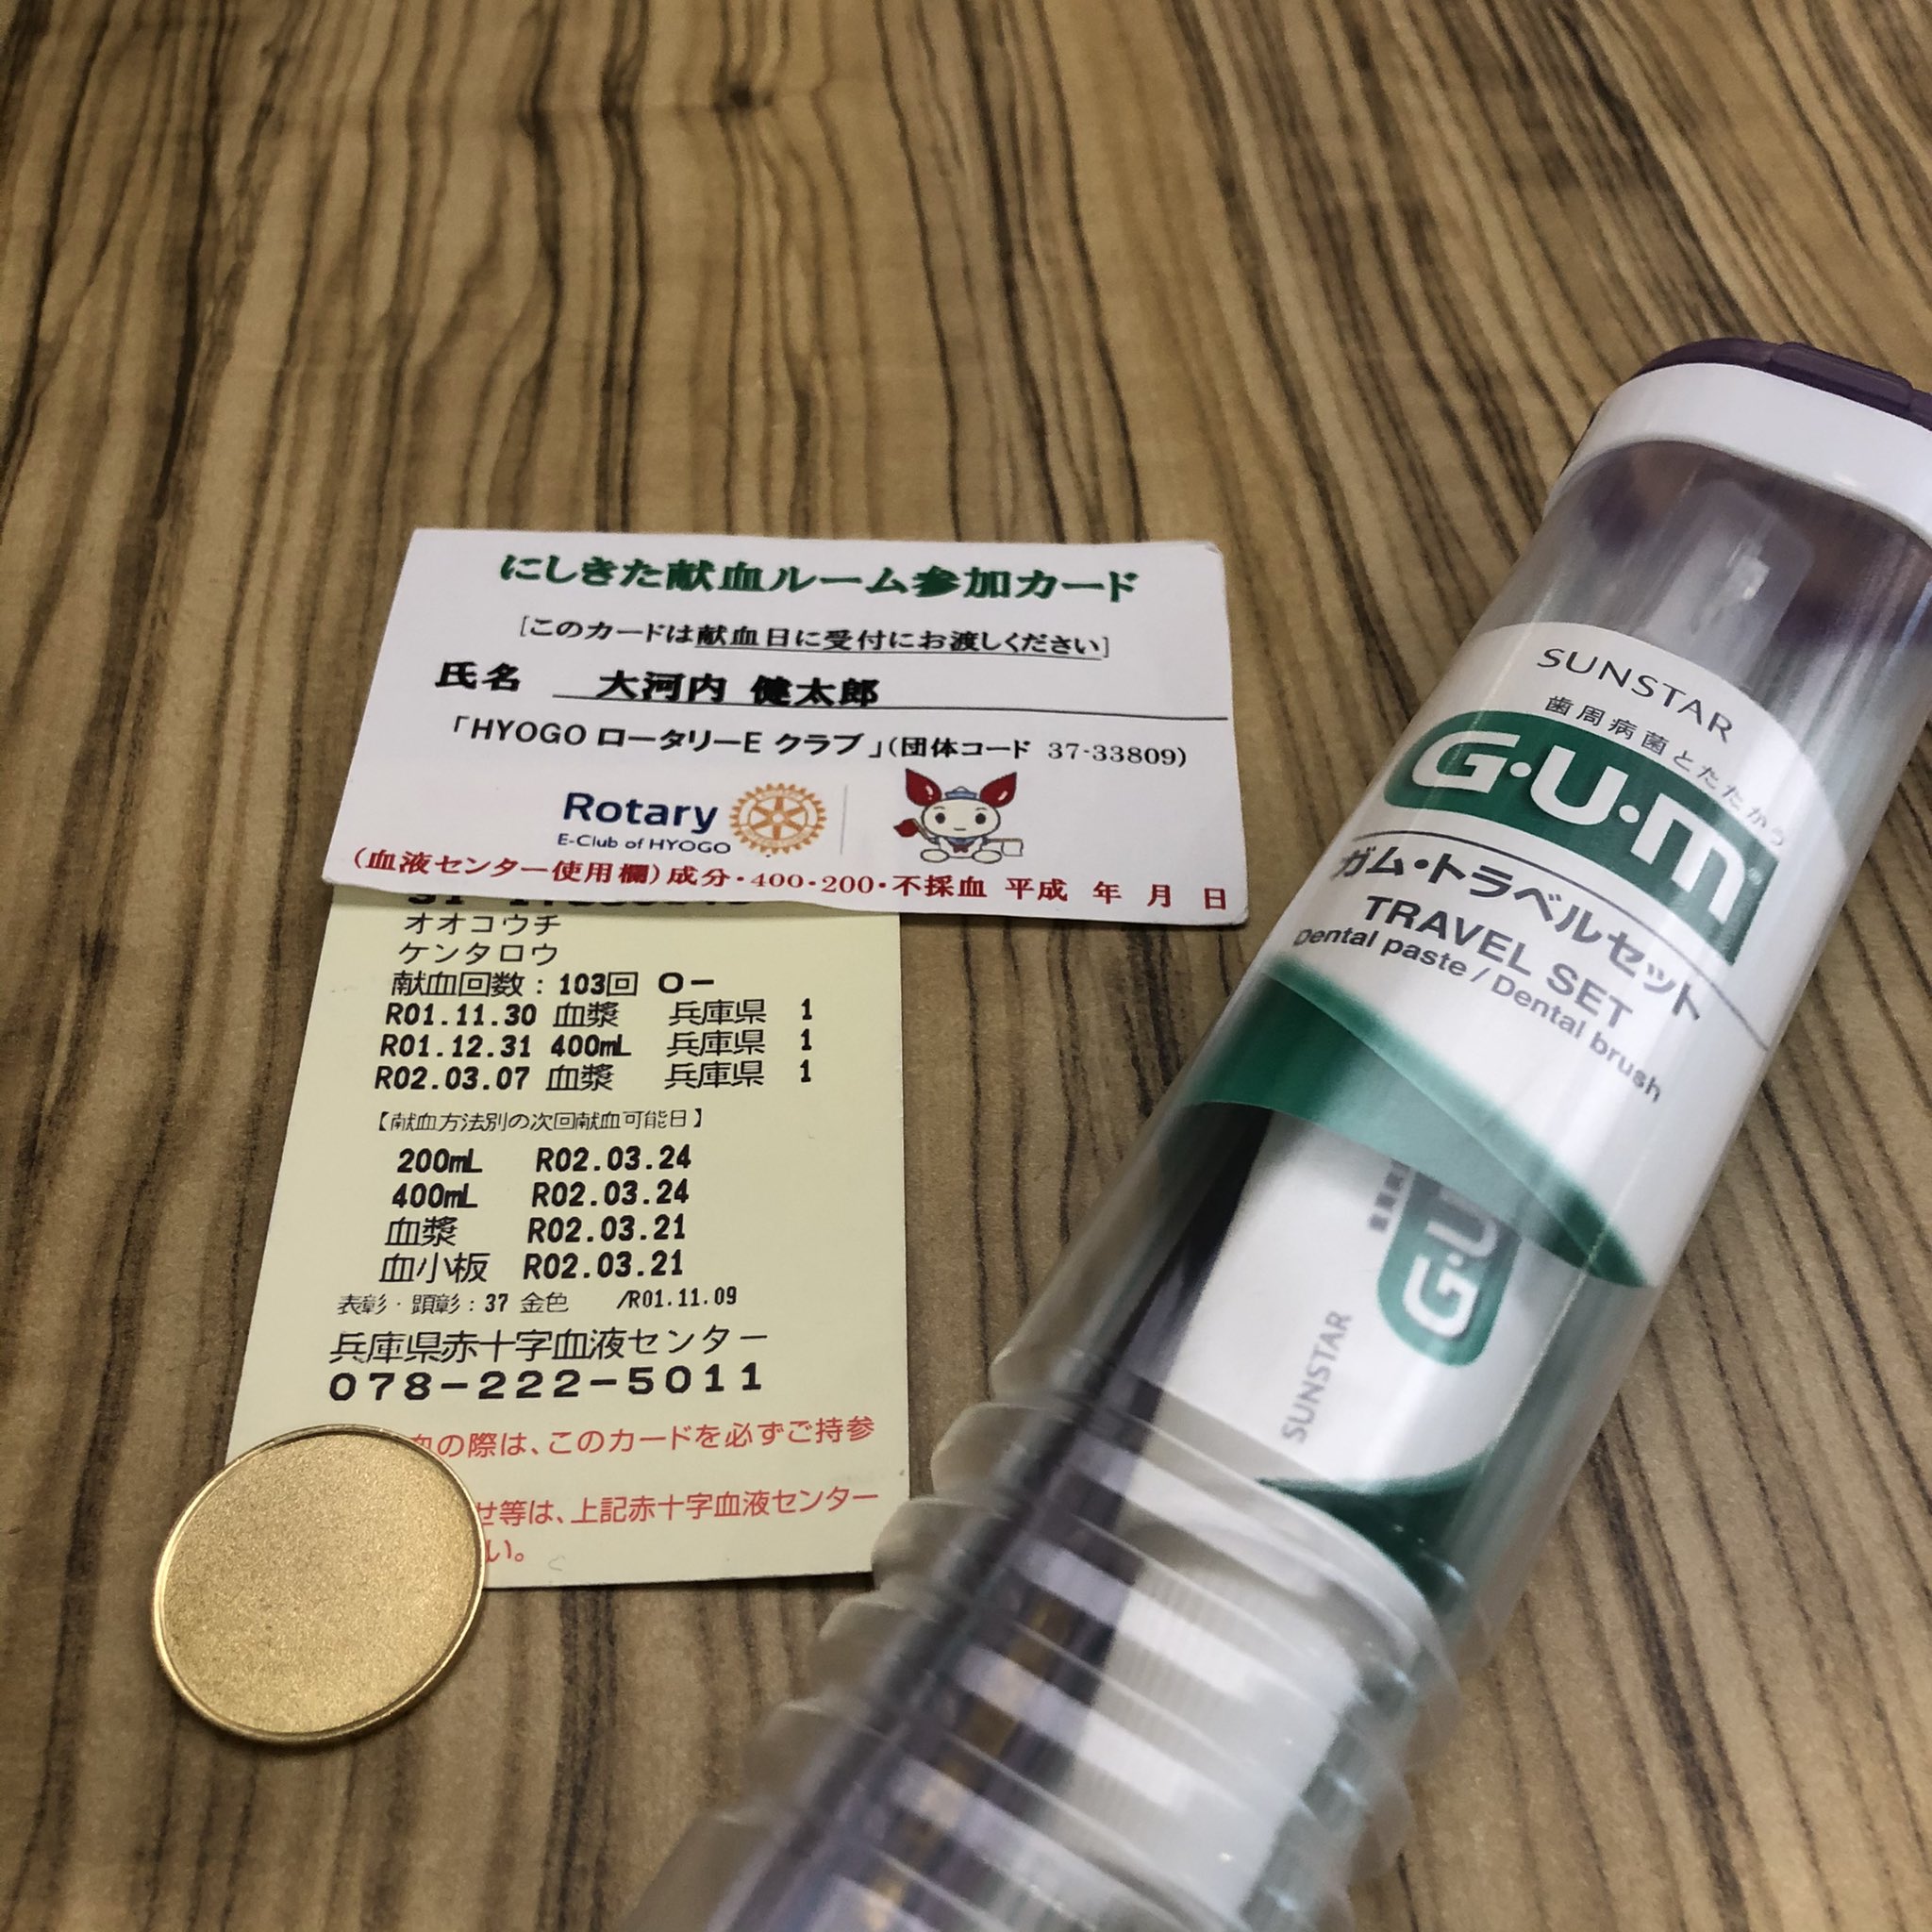 にしきた献血ルーム参加カード
[このカードは献血日に受付にお渡しください]
氏名 大河内 健太郎
「HYOGO ロータリーE クラブ」(団体コード 37-33809)
Rotary
E-Club of HYOGO
(血液センター使用欄)成分・400・200・不採血 平成 年 月 日
オオコウチ
ケンタロウ
献血回数:103回 O−
R01.11.30 血漿 兵庫県 1
R01.12.31 400mL 兵庫県 1
R02.03.07 血漿 兵庫県 1
【献血方法別の次回献血可能日】
200mL R02.03.24
400mL R02.03.24
血漿 R02.03.21
血小板 R02.03.21
表彰・顕彰:37 金色 /R01.11.09
兵庫県赤十字血液センター
078-222-5011
血の際は、このカードを必ずご持参
せ等は、上記赤十字血液センター
い。
SUNSTAR
歯周病菌とたたかう
G・U・M
ガム・トラベルセット
TRAVEL SET
Dental paste / Dental brush
G・U
SUNSTAR